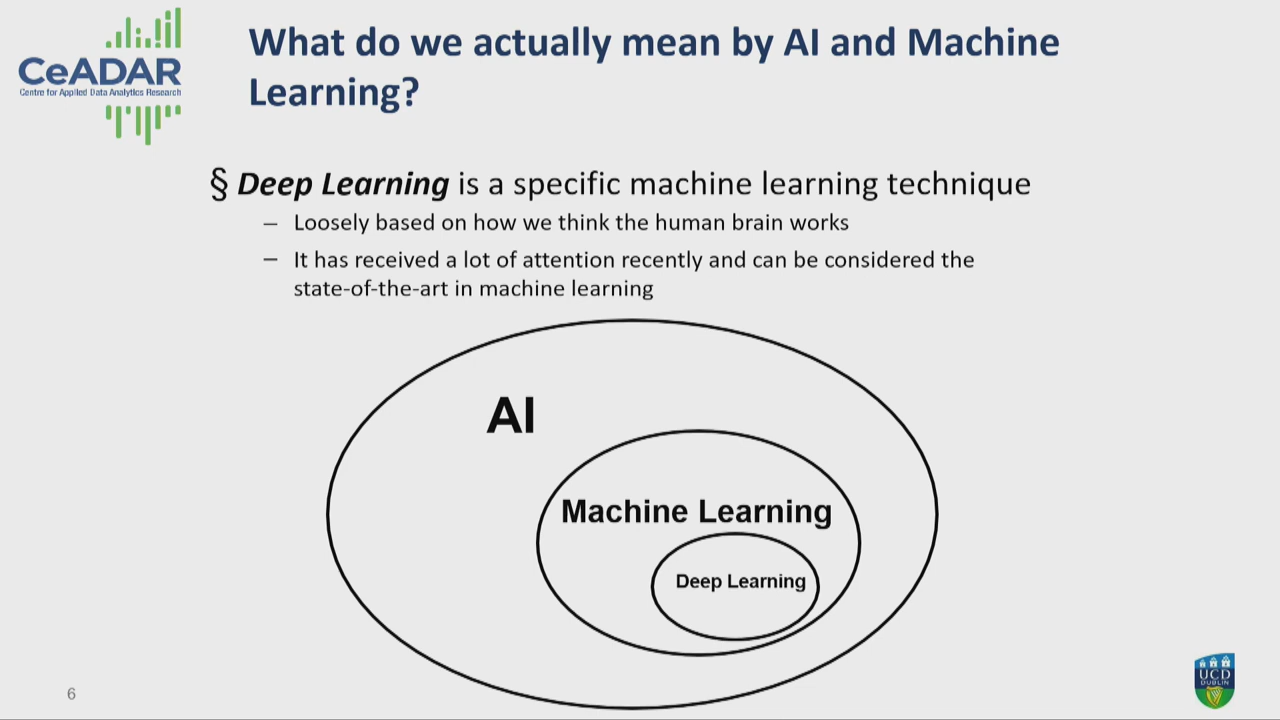 CeADAR
Centre for Applied Data Analytics Research
What do we actually mean by AI and Machine
Learning?
§ Deep Learning is a specific machine learning technique
– Loosely based on how we think the human brain works
– It has received a lot of attention recently and can be considered the
state-of-the-art in machine learning
AI
Machine Learning
Deep Learning
6
UCD
DUBLIN